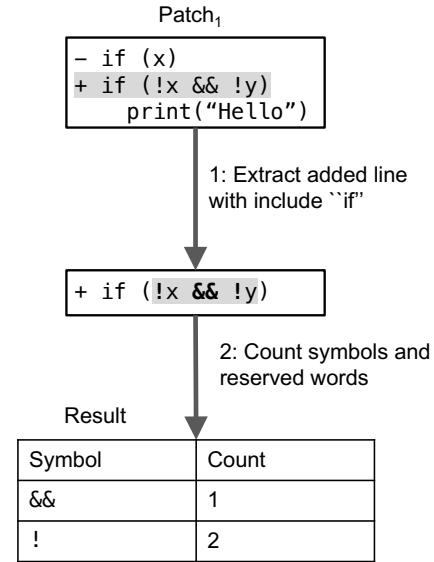 Patch₁
– if (x)
+ if (!x && !y)
print(“Hello”)
1: Extract added line
with include ``if’’
+ if (!x && !y)
2: Count symbols and
reserved words
Result
Symbol Count
&& 1
! 2